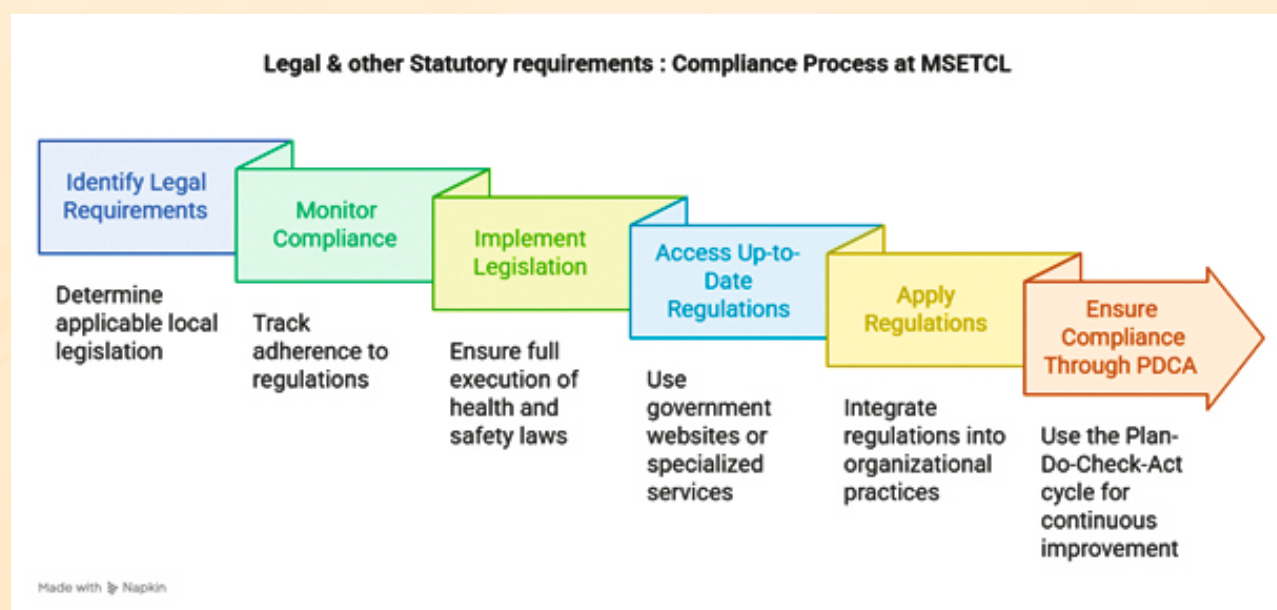 Legal & other Statutory requirements : Compliance Process at MSETCL
Identify Legal
Requirements
Determine
applicable local
legislation
Monitor
Compliance
Track
adherence to
regulations
Implement
Legislation
Ensure full
execution of
health and
safety laws
Access Up-to-
Date
Regulations
Use
government
websites or
specialized
services
Apply
Regulations
Integrate
regulations into
organizational
practices
Ensure
Compliance
Through PDCA
Use the Plan-
Do-Check-Act
cycle for
continuous
improvement
Made with Napkin